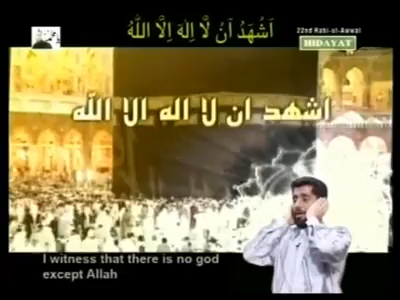 اَشْهَدُ اَنْ لَّا اِلٰهَ اِلَّا اللّٰهُ
22nd Rabi-ul-Awwal
HIDAYAT
اشهد ان لا اله الا الله
I witness that there is no god
except Allah